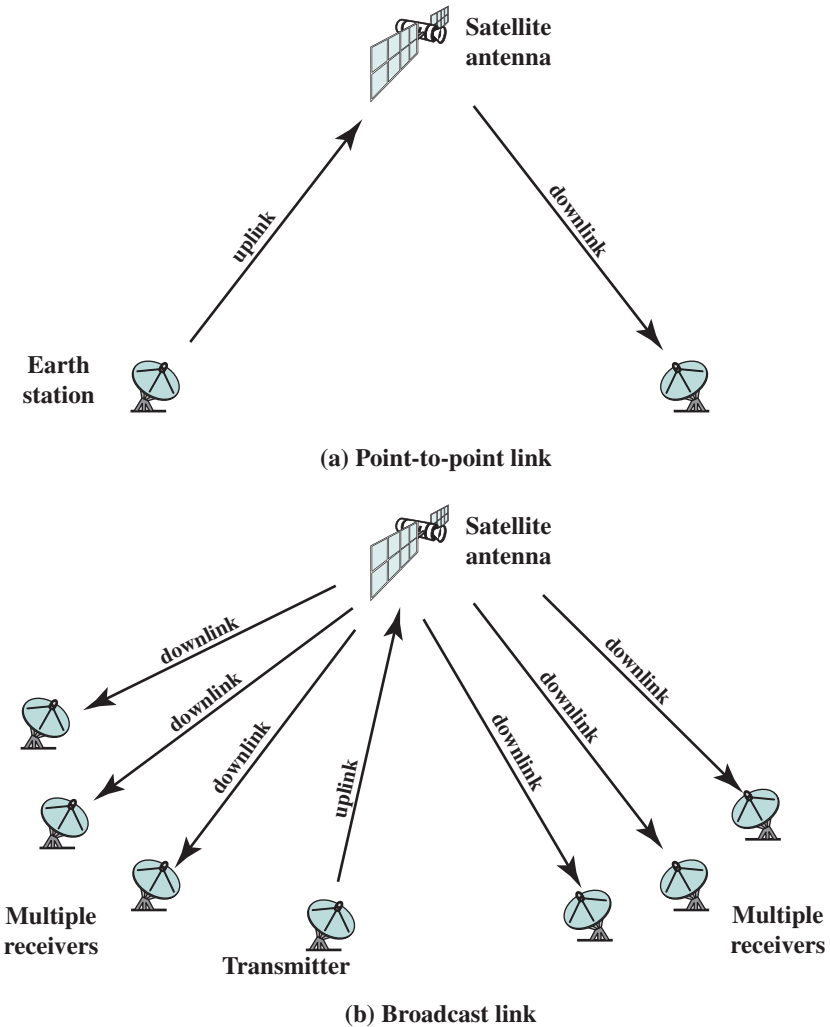 Satellite
antenna
uplink
downlink
Earth
station
(a) Point-to-point link
Satellite
antenna
downlink
downlink
downlink
uplink
downlink
downlink
downlink
Multiple
receivers
Transmitter
Multiple
receivers
(b) Broadcast link